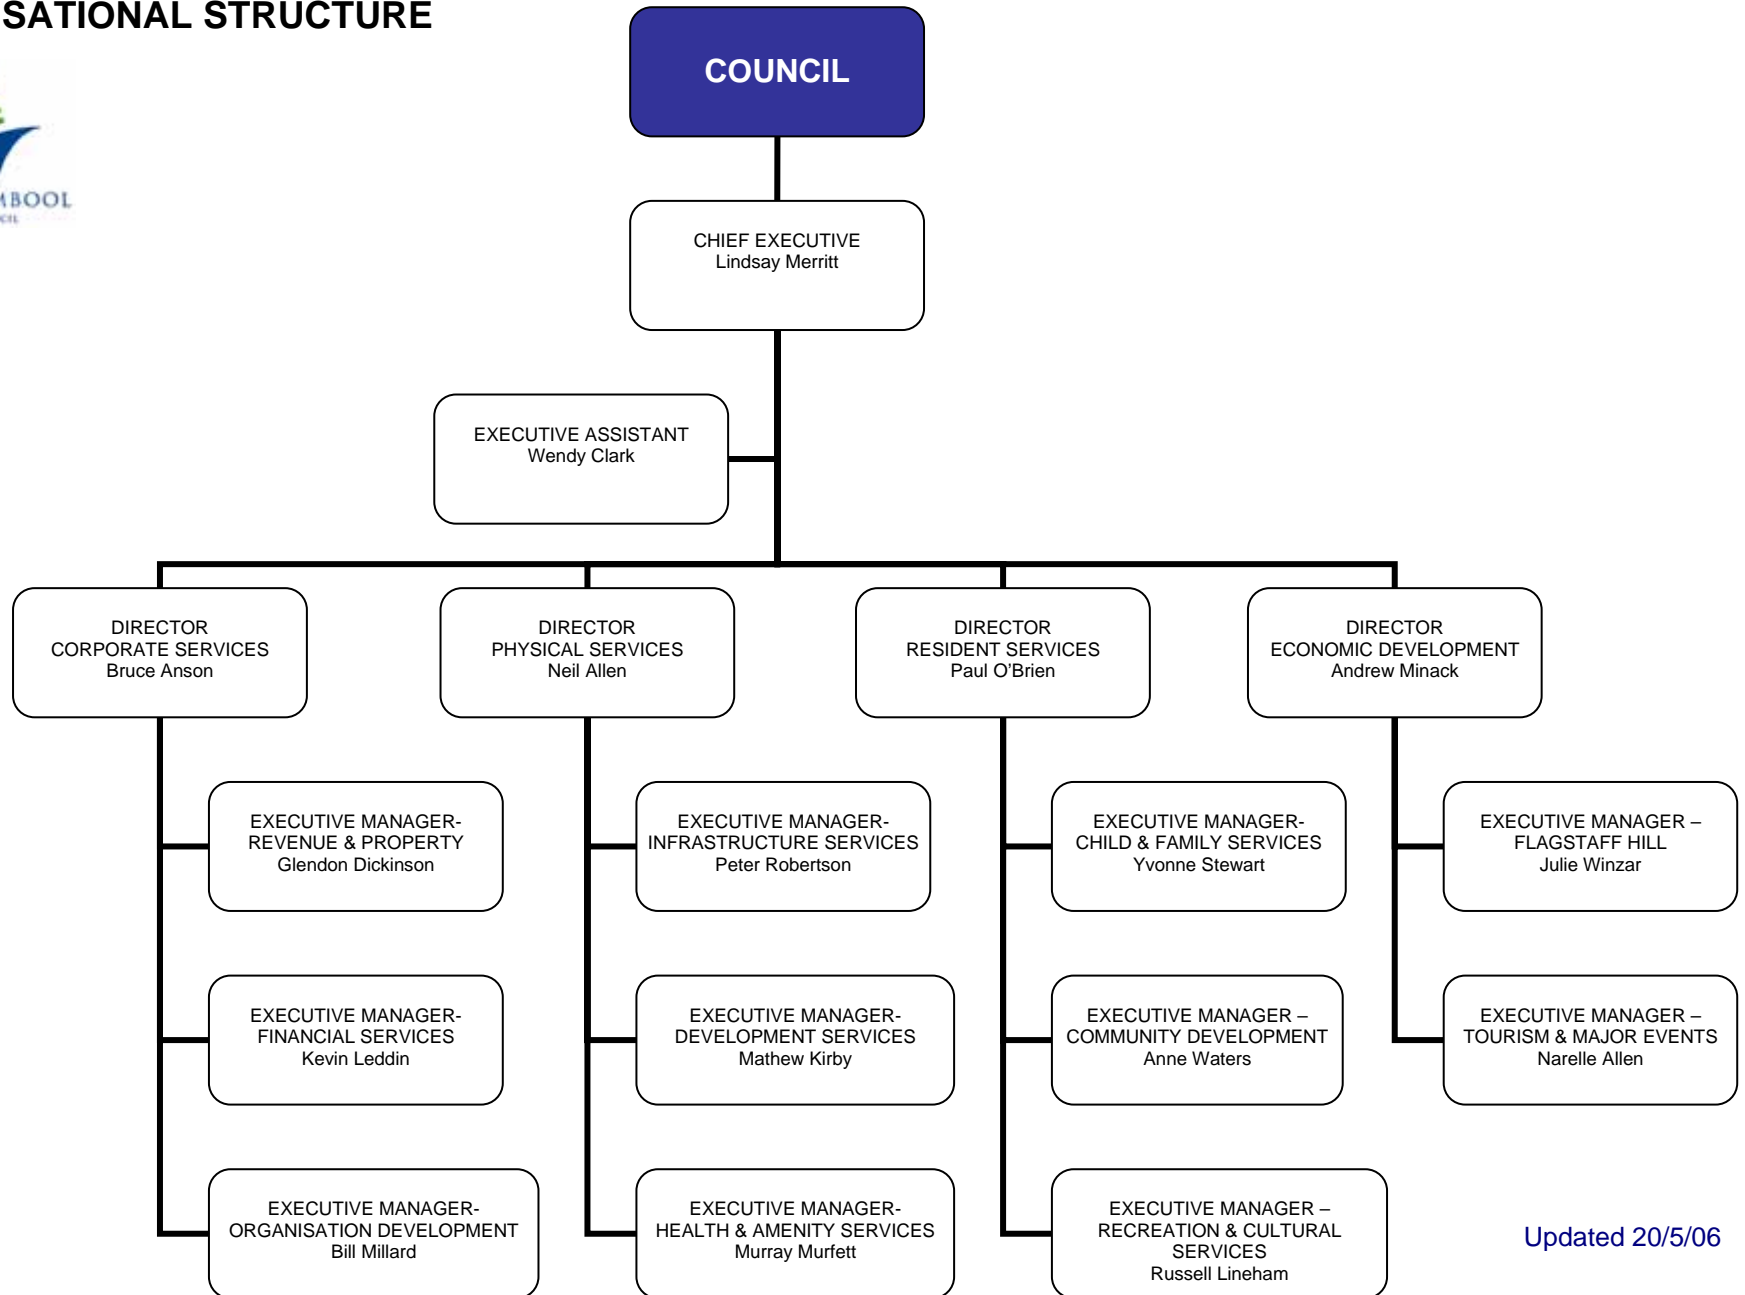 SATIONAL STRUCTURE
COUNCIL
CHIEF EXECUTIVE
Lindsay Merritt
EXECUTIVE ASSISTANT
Wendy Clark
DIRECTOR
CORPORATE SERVICES
Bruce Anson
DIRECTOR
PHYSICAL SERVICES
Neil Allen
DIRECTOR
RESIDENT SERVICES
Paul O’Brien
DIRECTOR
ECONOMIC DEVELOPMENT
Andrew Minack
EXECUTIVE MANAGER-
REVENUE & PROPERTY
Glendon Dickinson
EXECUTIVE MANAGER-
INFRASTRUCTURE SERVICES
Peter Robertson
EXECUTIVE MANAGER-
CHILD & FAMILY SERVICES
Yvonne Stewart
EXECUTIVE MANAGER –
FLAGSTAFF HILL
Julie Winzar
EXECUTIVE MANAGER-
FINANCIAL SERVICES
Kevin Leddin
EXECUTIVE MANAGER-
DEVELOPMENT SERVICES
Mathew Kirby
EXECUTIVE MANAGER –
COMMUNITY DEVELOPMENT
Anne Waters
EXECUTIVE MANAGER –
TOURISM & MAJOR EVENTS
Narelle Allen
EXECUTIVE MANAGER-
ORGANISATION DEVELOPMENT
Bill Millard
EXECUTIVE MANAGER-
HEALTH & AMENITY SERVICES
Murray Murfett
EXECUTIVE MANAGER –
RECREATION & CULTURAL
SERVICES
Russell Lineham
Updated 20/5/06